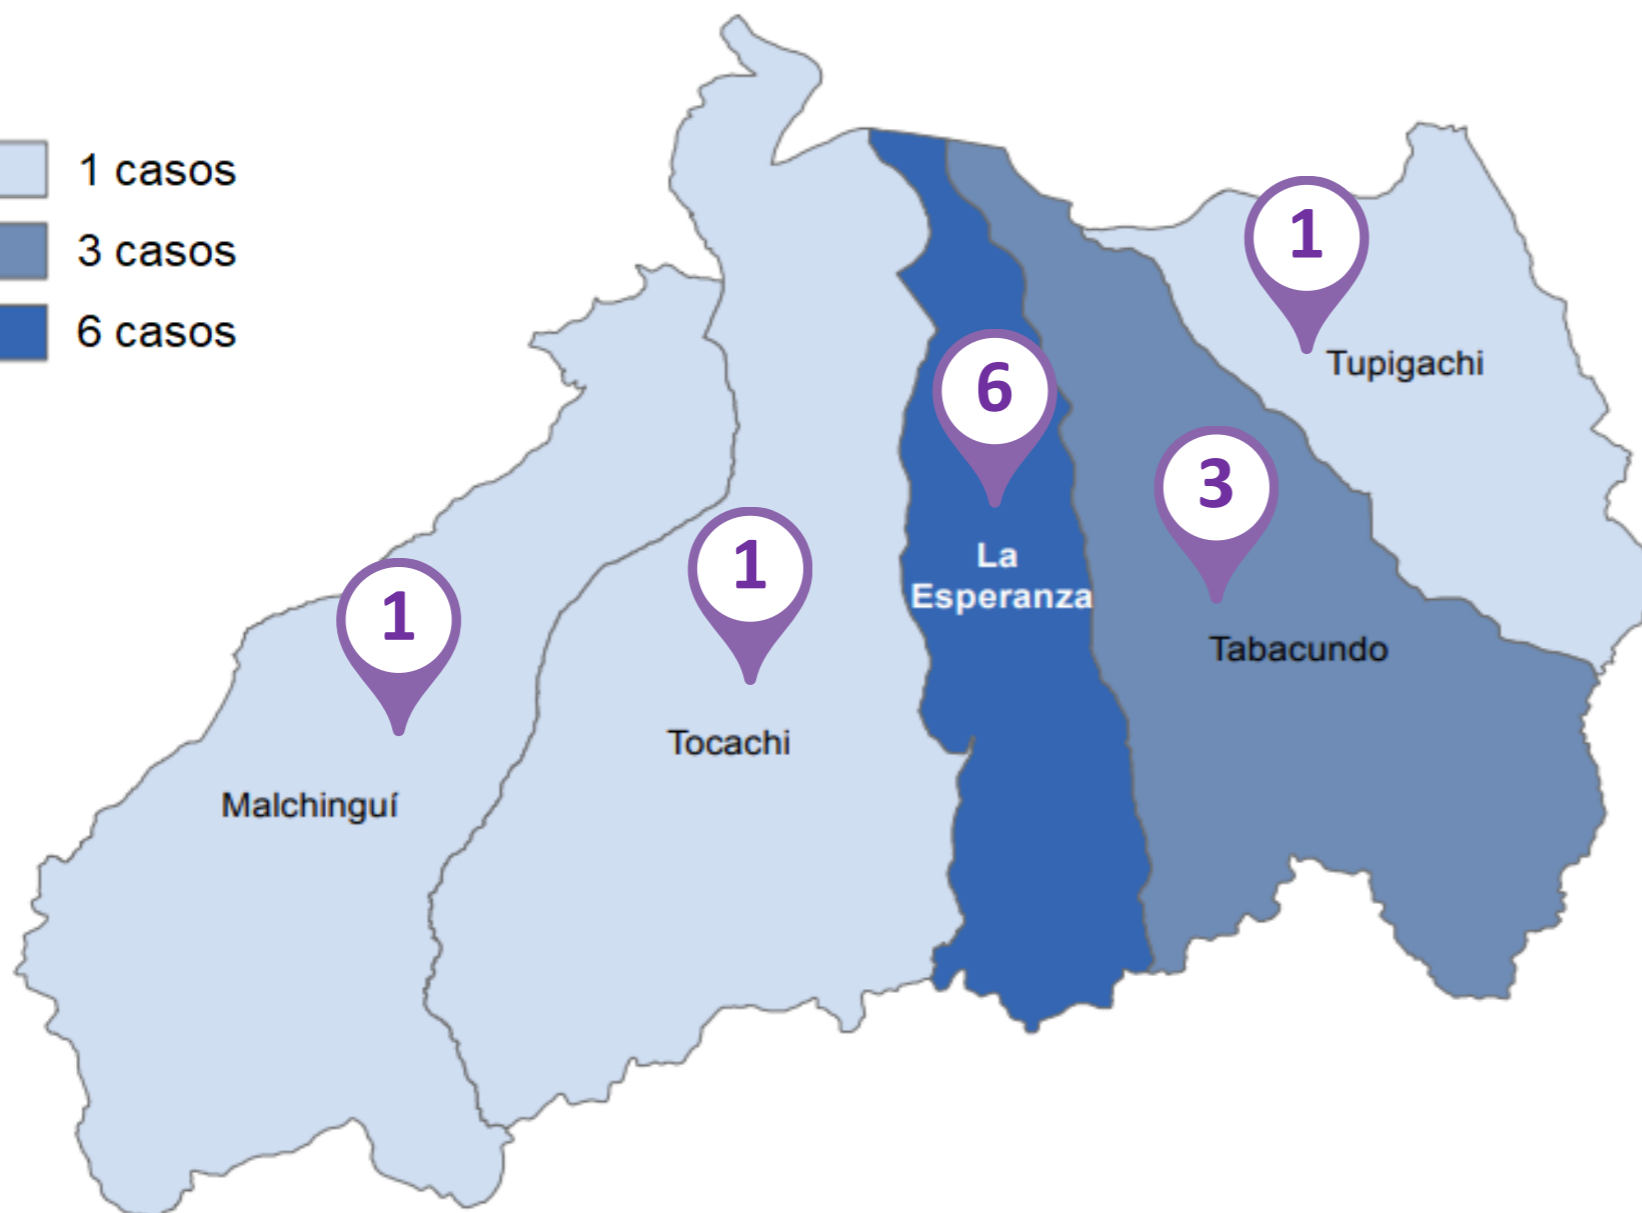 1 casos
3 casos
6 casos
1
Tupigachi
6
3
La
Esperanza
Tabacundo
1
Tocachi
1
Malchinguí